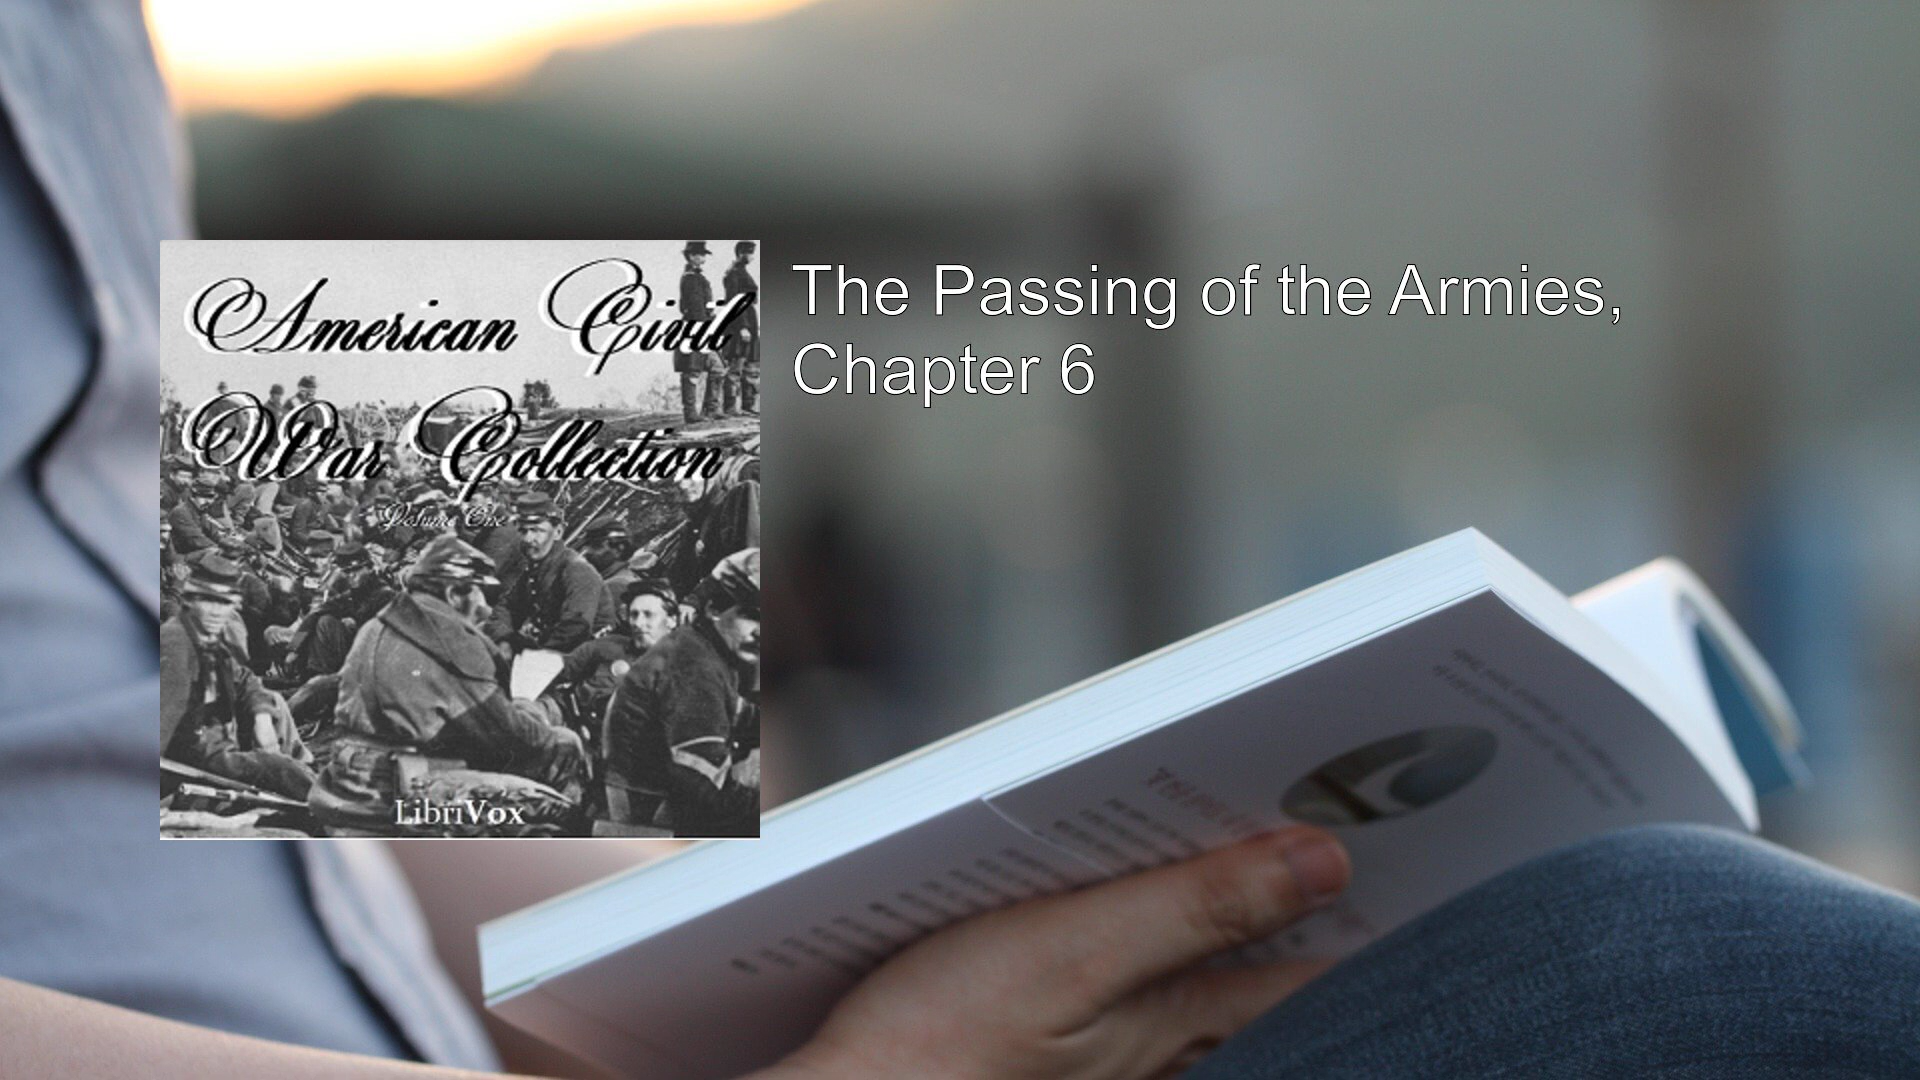 American Civil
War Collection
Volume One
LibriVox
The Passing of the Armies,
Chapter 6